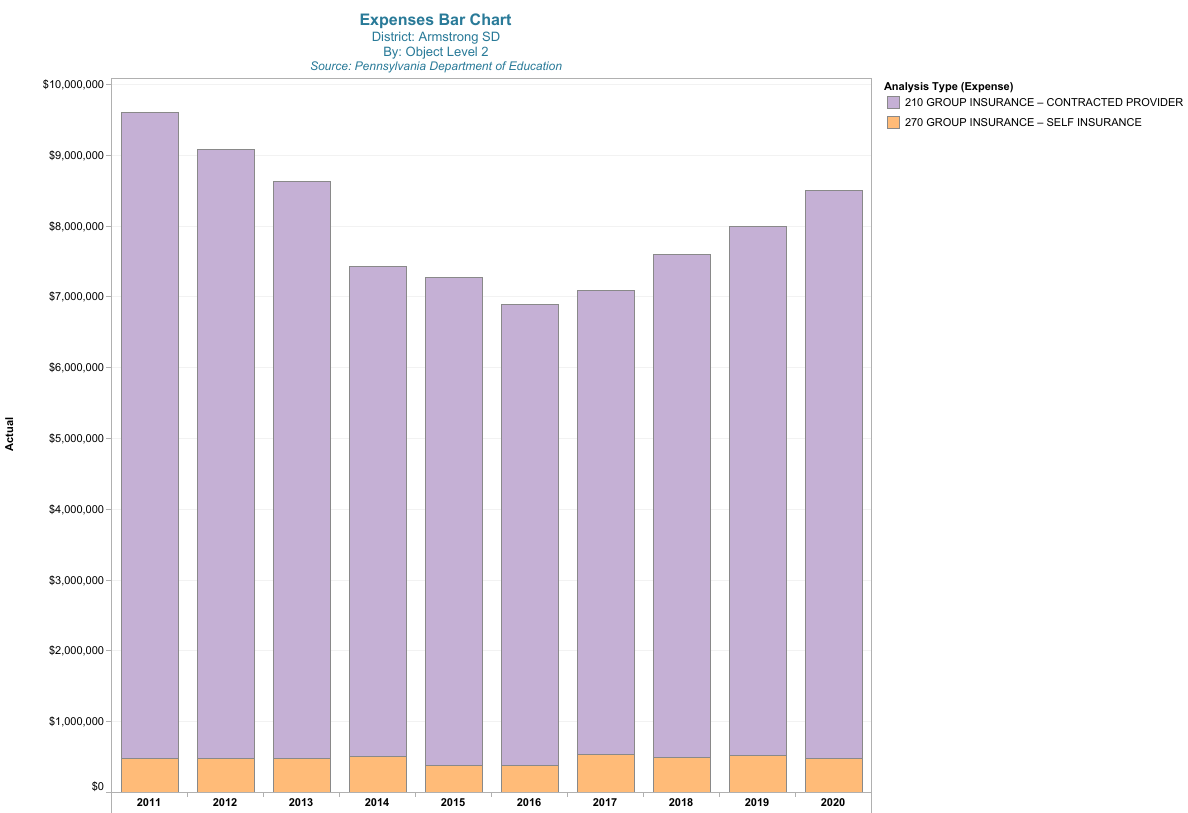 Expenses Bar Chart
District: Armstrong SD
By: Object Level 2
Source: Pennsylvania Department of Education
Analysis Type (Expense)
210 GROUP INSURANCE – CONTRACTED PROVIDER
270 GROUP INSURANCE – SELF INSURANCE
Actual
$10,000,000
$9,000,000
$8,000,000
$7,000,000
$6,000,000
$5,000,000
$4,000,000
$3,000,000
$2,000,000
$1,000,000
$0
2011 2012 2013 2014 2015 2016 2017 2018 2019 2020